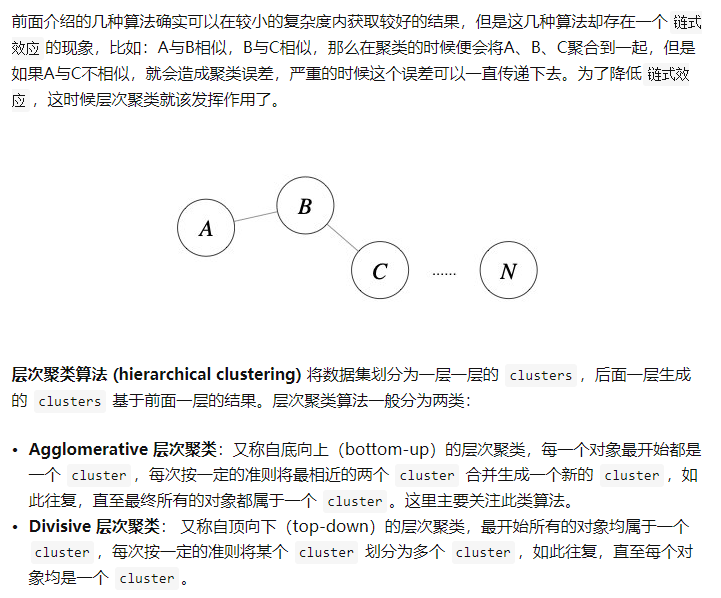 前面介绍的几种算法确实可以在较小的复杂度内获取较好的结果，但是这几种算法却存在一个 链式
效应 的现象，比如：A与B相似，B与C相似，那么在聚类的时候便会将A、B、C聚合到一起，但是
如果A与C不相似，就会造成聚类误差，严重的时候这个误差可以一直传递下去。为了降低 链式效
应 ，这时候层次聚类就该发挥作用了。
A
B
C
......
N
层次聚类算法 (hierarchical clustering) 将数据集划分为一层一层的 clusters ，后面一层生成
的 clusters 基于前面一层的结果。层次聚类算法一般分为两类：
• Agglomerative 层次聚类：又称自底向上（bottom-up）的层次聚类，每一个对象最开始都是
一个 cluster ，每次按一定的准则将最相近的两个 cluster 合并生成一个新的 cluster ，如
此往复，直至最终所有的对象都属于一个 cluster 。这里主要关注此类算法。
• Divisive 层次聚类： 又称自顶向下（top-down）的层次聚类，最开始所有的对象均属于一个
cluster ，每次按一定的准则将某个 cluster 划分为多个 cluster ，如此往复，直至每个对
象均是一个 cluster 。